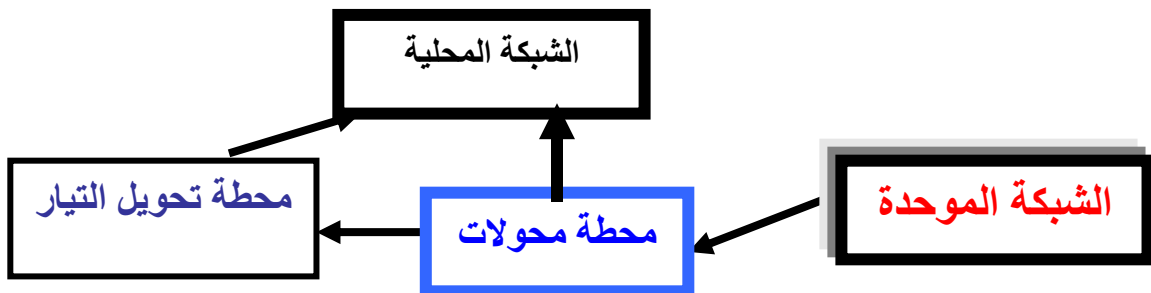 الشبكة المحلية
الشبكة الموحدة
محطة محولات
محطة تحويل التيار